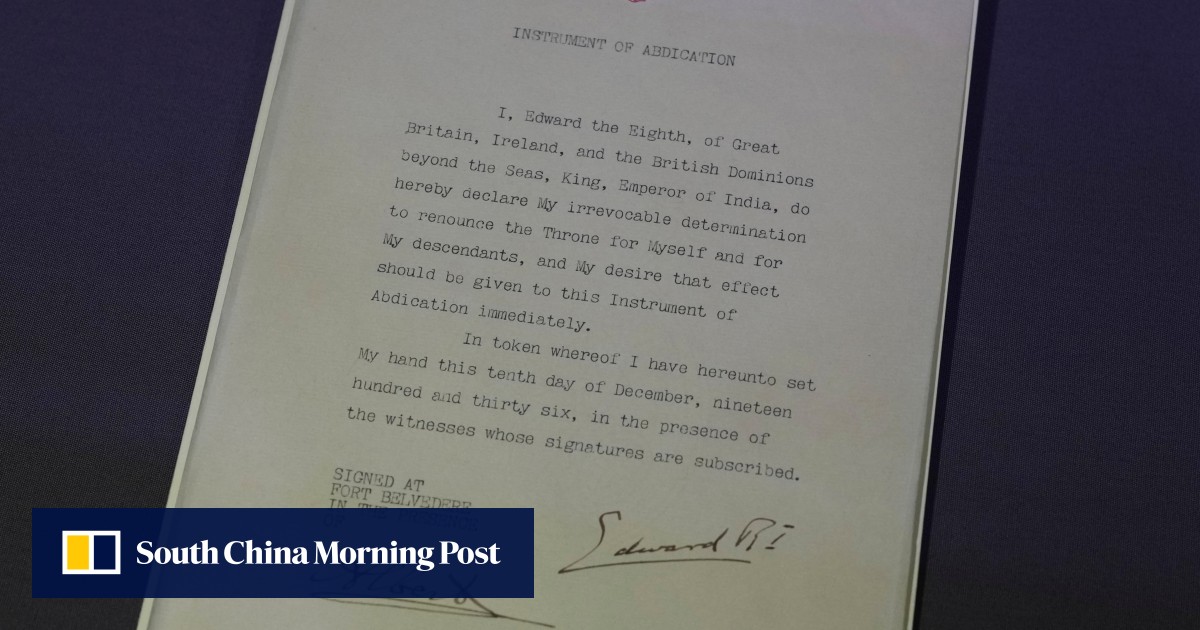 INSTRUMENT OF ABDICATION
I, Edward the Eighth, of Great
Britain, Ireland, and the British Dominions
beyond the Seas, King, Emperor of India, do
hereby declare My irrevocable determination
to renounce the Throne for Myself and for
My descendants, and My desire that effect
should be given to this Instrument of
Abdication immediately.
In token whereof I have hereunto set
My hand this tenth day of December, nineteen
hundred and thirty six, in the presence of
the witnesses whose signatures are subscribed.
SIGNED AT
FORT BELVEDERE
IN THE
Edward RI
South China Morning Post